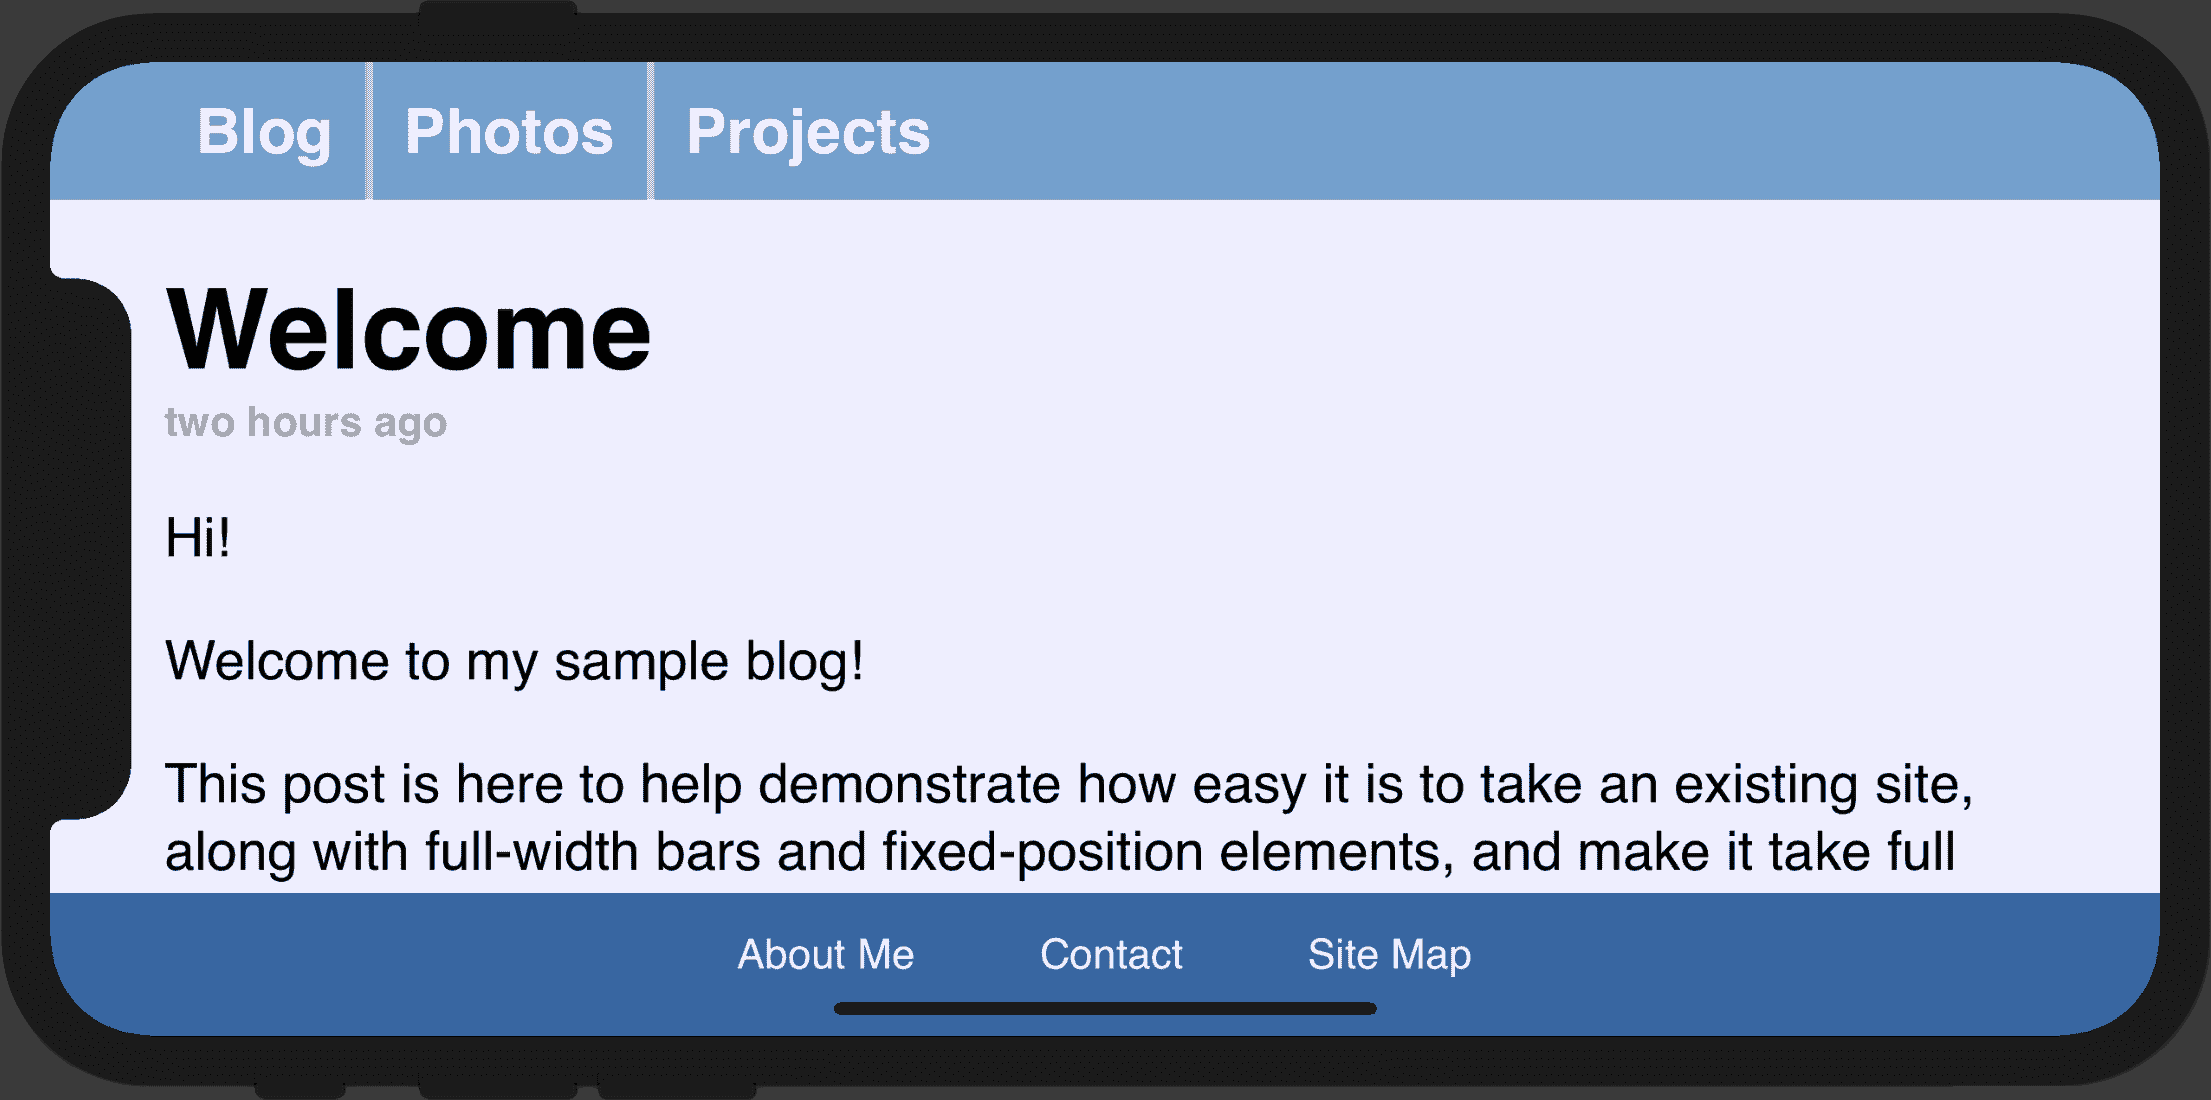 Blog Photos Projects
Welcome
two hours ago
Hi!
Welcome to my sample blog!
This post is here to help demonstrate how easy it is to take an existing site,
along with full-width bars and fixed-position elements, and make it take full
About Me Contact Site Map